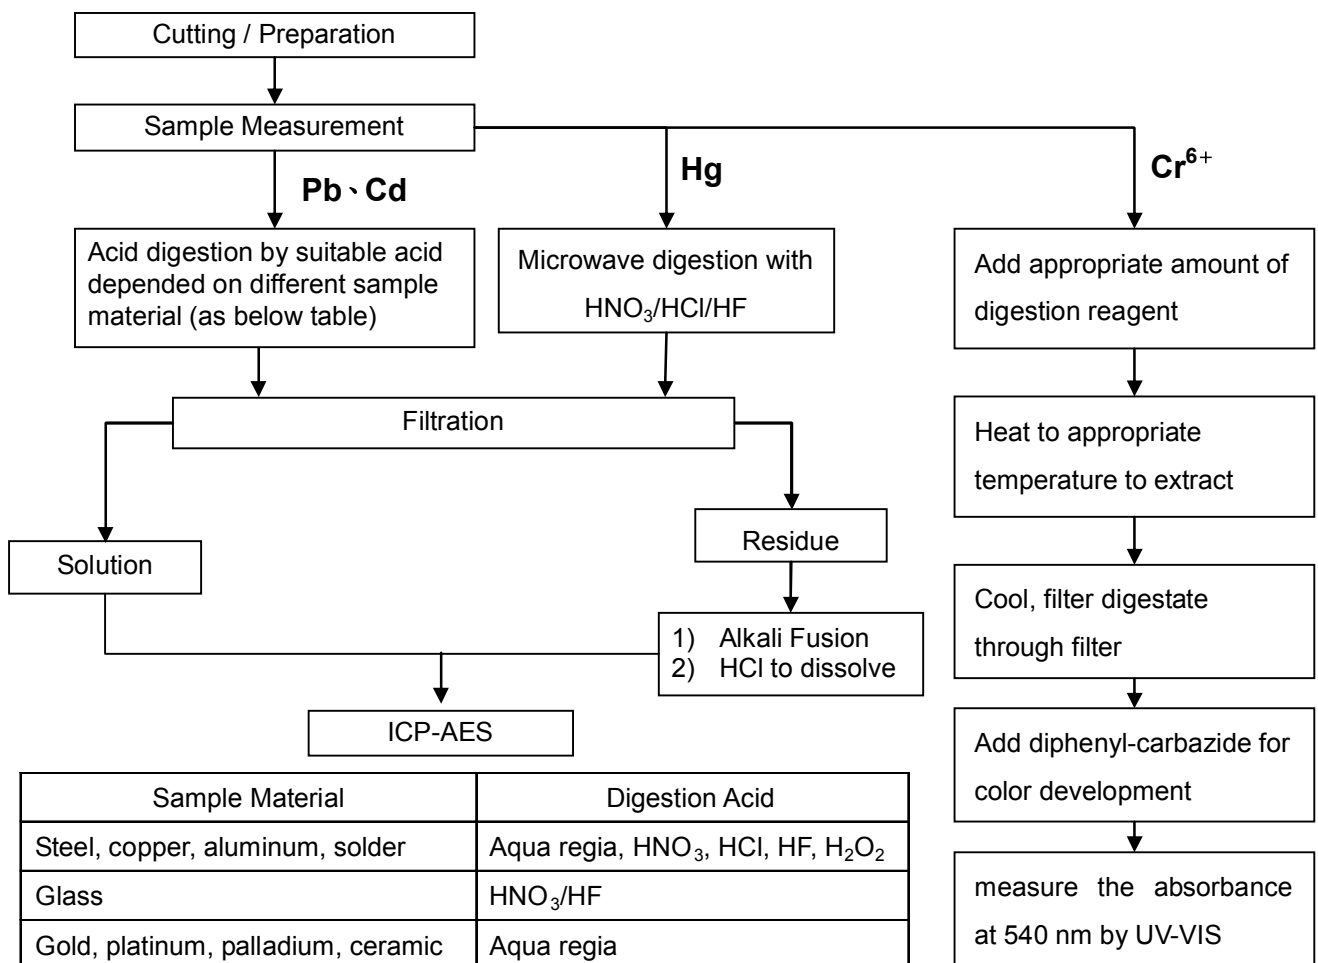 Cutting / Preparation
Sample Measurement
Pb、Cd
Hg
Cr⁶⁺
Acid digestion by suitable acid
depended on different sample
material (as below table)
Microwave digestion with
HNO₃/HCl/HF
Add appropriate amount of
digestion reagent
Filtration
Heat to appropriate
temperature to extract
Solution
Residue
1) Alkali Fusion
2) HCl to dissolve
Cool, filter digestate
through filter
ICP-AES
Add diphenyl-carbazide for
color development
measure the absorbance
at 540 nm by UV-VIS
Sample Material Digestion Acid
Steel, copper, aluminum, solder Aqua regia, HNO₃, HCl, HF, H₂O₂
Glass HNO₃/HF
Gold, platinum, palladium, ceramic Aqua regia